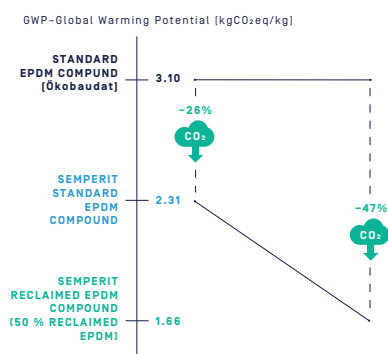 GWP–Global Warming Potential [kgCO₂eq/kg]
STANDARD
EPDM COMPUND
[Ökobaudat]
3.10
–26%
CO₂
SEMPERIT
STANDARD
EPDM
COMPOUND
2.31
–47%
CO₂
SEMPERIT
RECLAIMED EPDM
COMPOUND
[50 % RECLAIMED
EPDM]
1.66